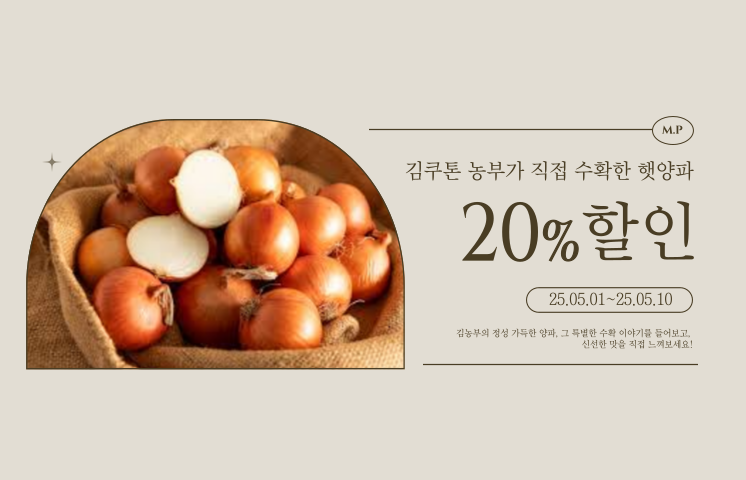 M.P
김쿠톤 농부가 직접 수확한 햇양파
20%할인
25.05.01~25.05.10
김농부의 정성 가득한 양파, 그 특별한 수확 이야기를 들어보고,
신선한 맛을 직접 느껴보세요!